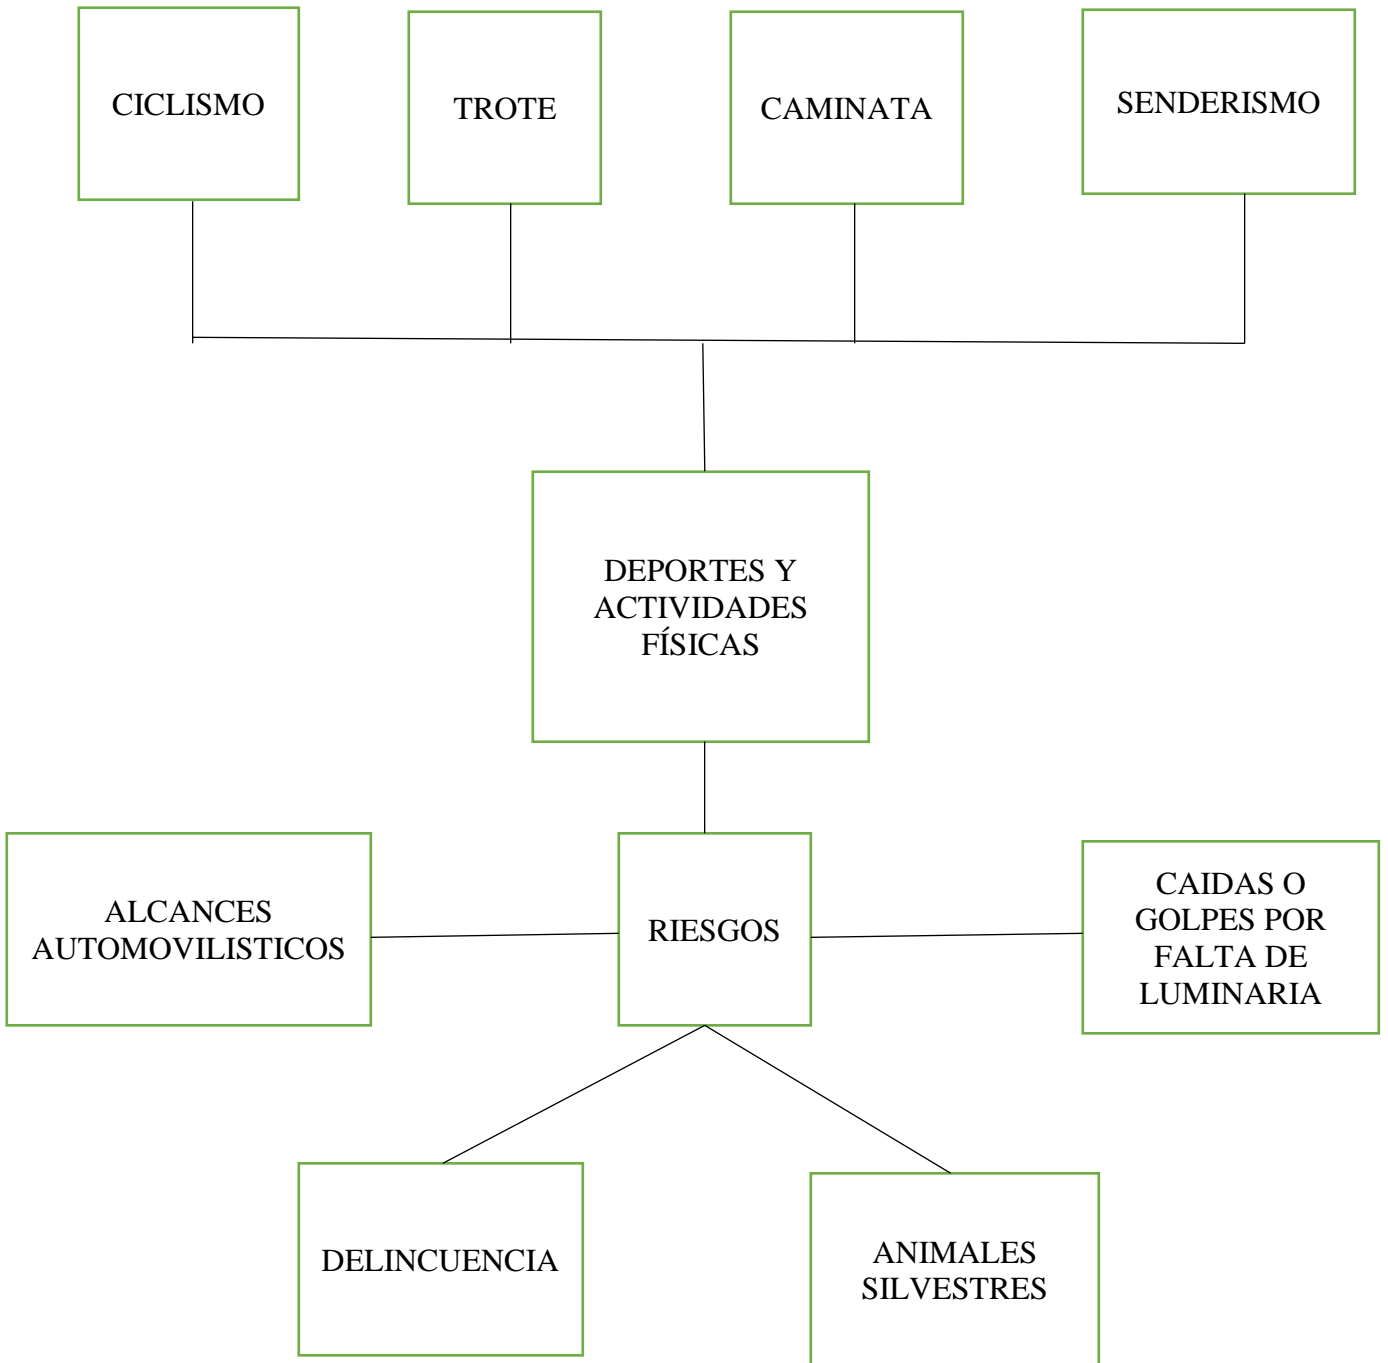 CICLISMO
TROTE
CAMINATA
SENDERISMO
DEPORTES Y
ACTIVIDADES
FÍSICAS
ALCANCES
AUTOMOVILISTICOS
RIESGOS
CAIDAS O
GOLPES POR
FALTA DE
LUMINARIA
DELINCUENCIA
ANIMALES
SILVESTRES